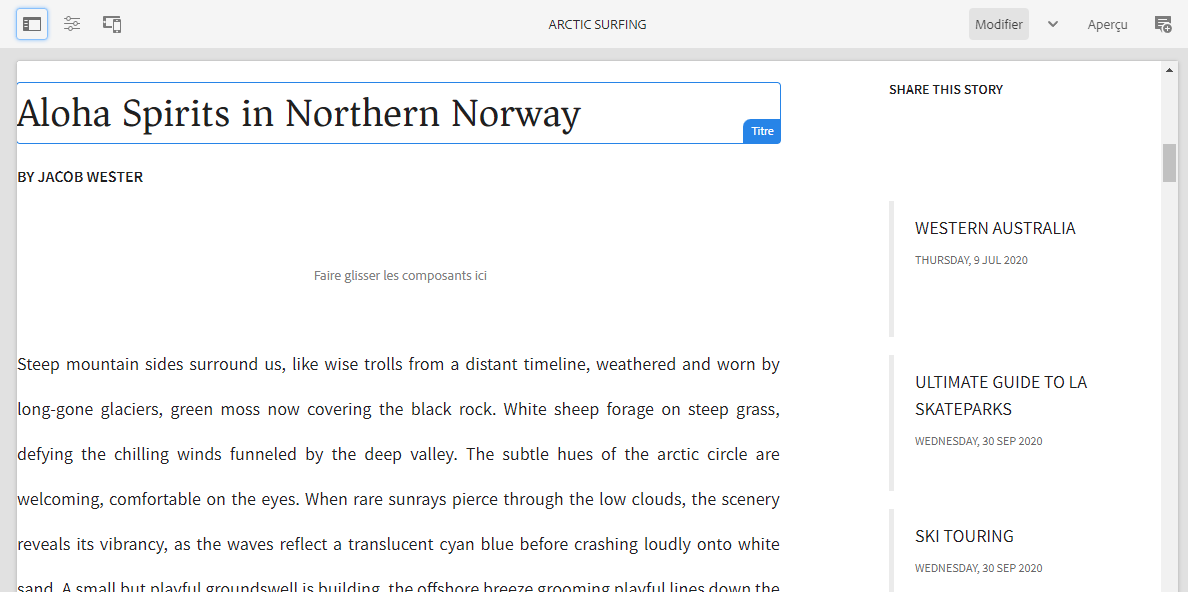 ARCTIC SURFING
Modifier
Aperçu
Aloha Spirits in Northern Norway
Titre
BY JACOB WESTER
Faire glisser les composants ici
Steep mountain sides surround us, like wise trolls from a distant timeline, weathered and worn by
long-gone glaciers, green moss now covering the black rock. White sheep forage on steep grass,
defying the chilling winds funneled by the deep valley. The subtle hues of the arctic circle are
welcoming, comfortable on the eyes. When rare sunrays pierce through the low clouds, the scenery
reveals its vibrancy, as the waves reflect a translucent cyan blue before crashing loudly onto white
sand. A small but playful groundswell is building, the offshore breeze grooming playful lines down the
SHARE THIS STORY
WESTERN AUSTRALIA
THURSDAY, 9 JUL 2020
ULTIMATE GUIDE TO LA
SKATEPARKS
WEDNESDAY, 30 SEP 2020
SKI TOURING
WEDNESDAY, 30 SEP 2020